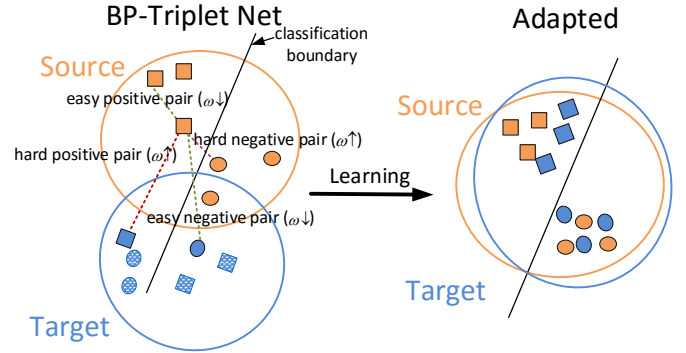 BP-Triplet Net
Adapted
classification
boundary
Source
easy positive pair (ω↓)
hard negative pair (ω↑)
hard positive pair (ω↑)
easy negative pair (ω↓)
Target
Learning
Source
Target